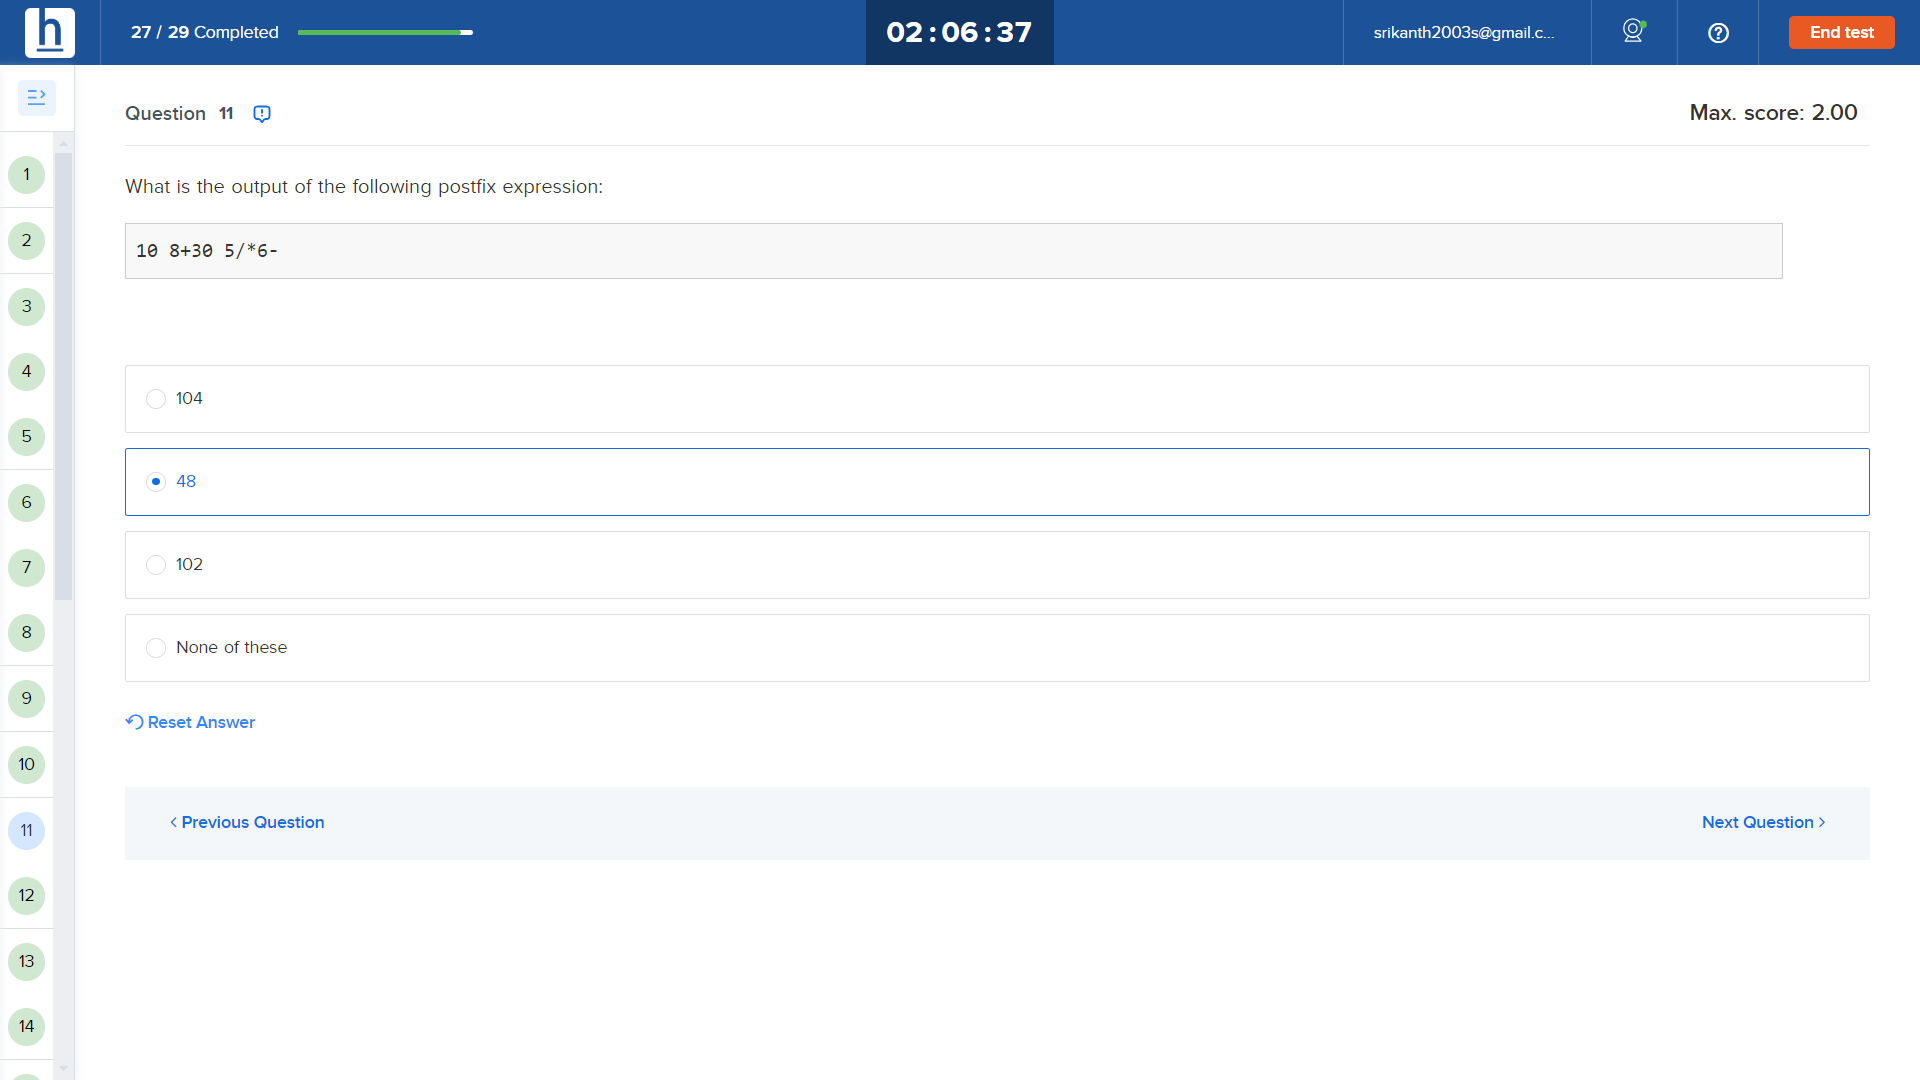 h
27 / 29 Completed
02 : 06 : 37
srikanth2003s@gmail.c...
End test
Question 11
Max. score: 2.00
What is the output of the following postfix expression:
10 8+30 5/*6-
104
48
102
None of these
Reset Answer
Previous Question
Next Question
1
2
3
4
5
6
7
8
9
10
11
12
13
14